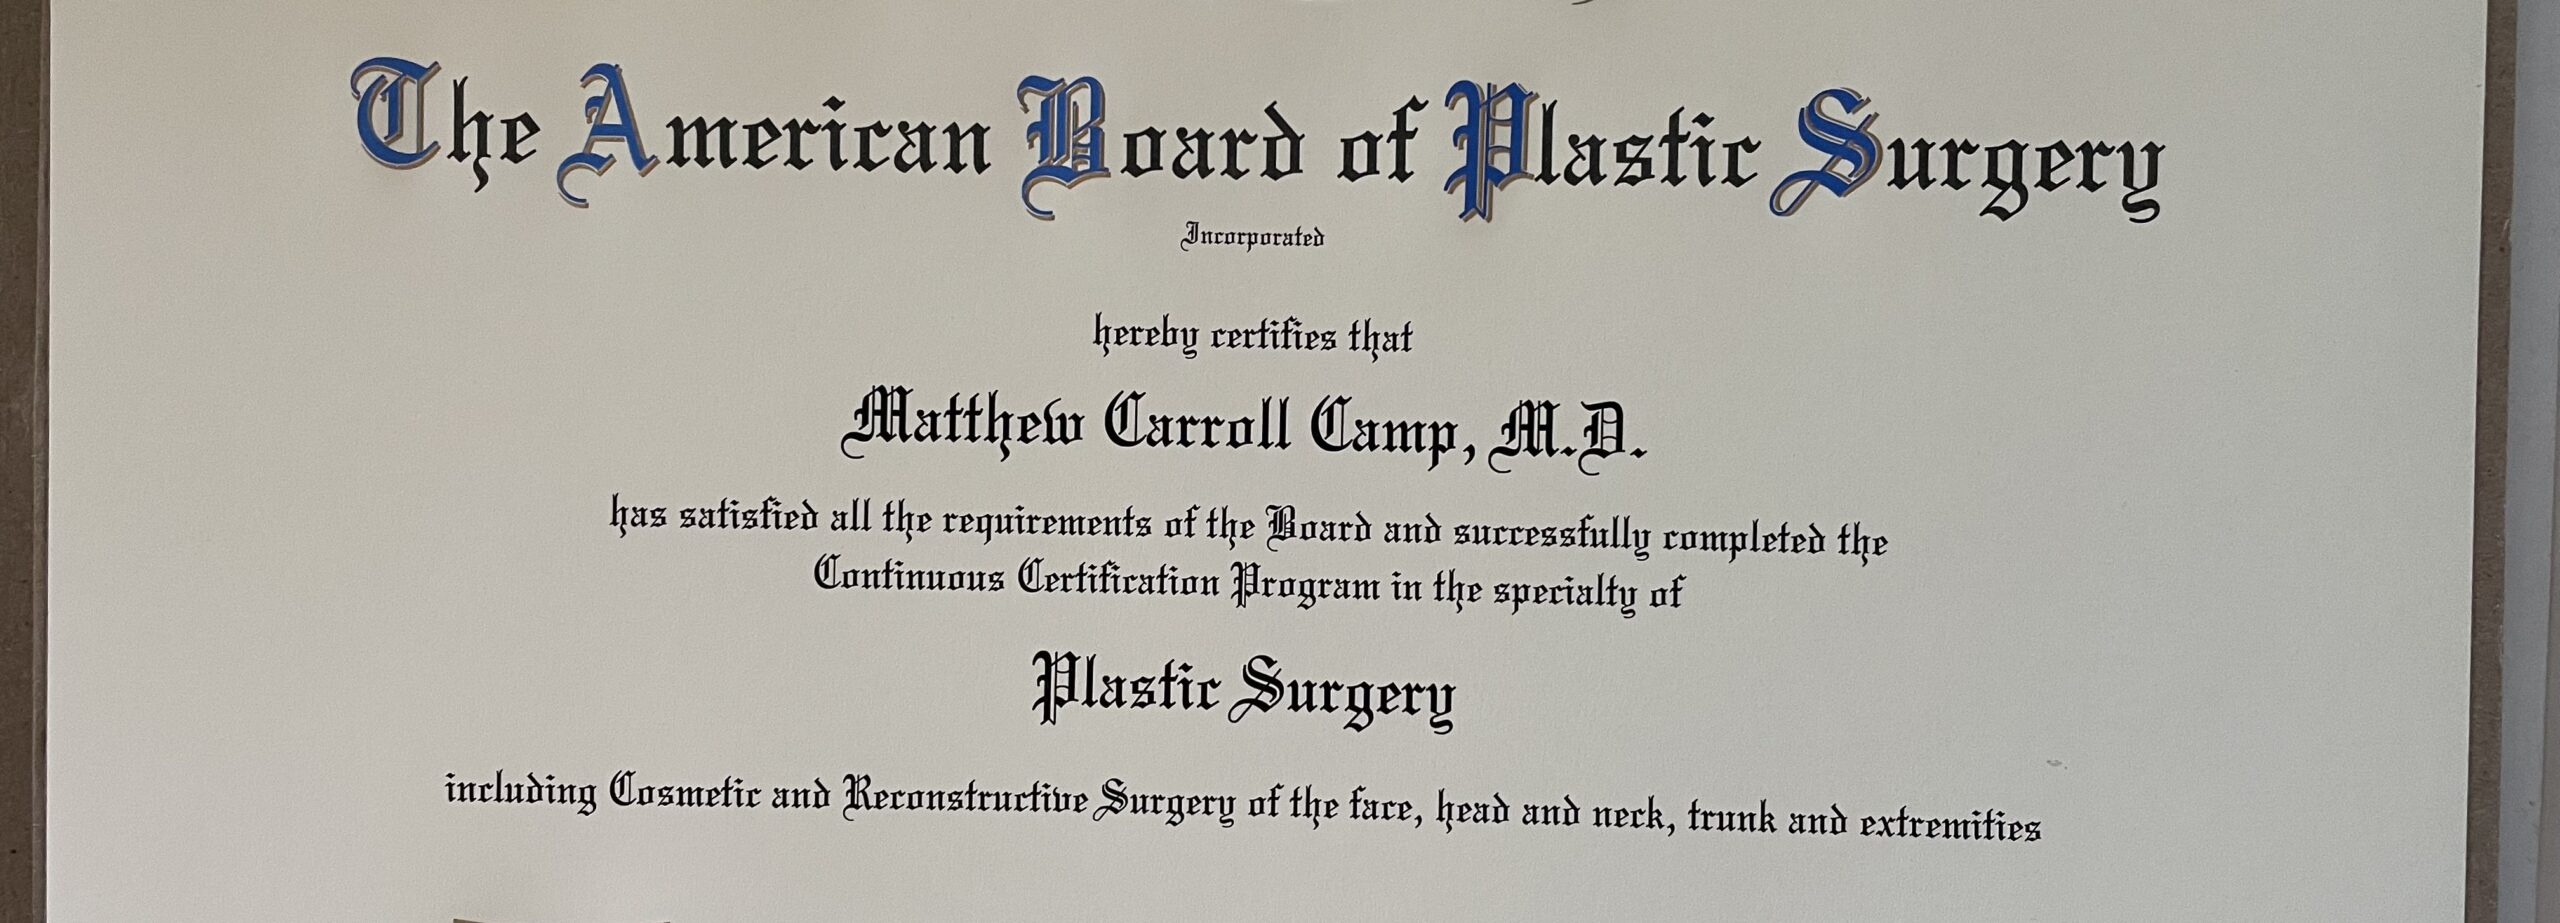 The American Board of Plastic Surgery
Incorporated
hereby certifies that
Matthew Carroll Camp, M.D.
has satisfied all the requirements of the Board and successfully completed the
Continuous Certification Program in the specialty of
Plastic Surgery
including Cosmetic and Reconstructive Surgery of the face, head and neck, trunk and extremities